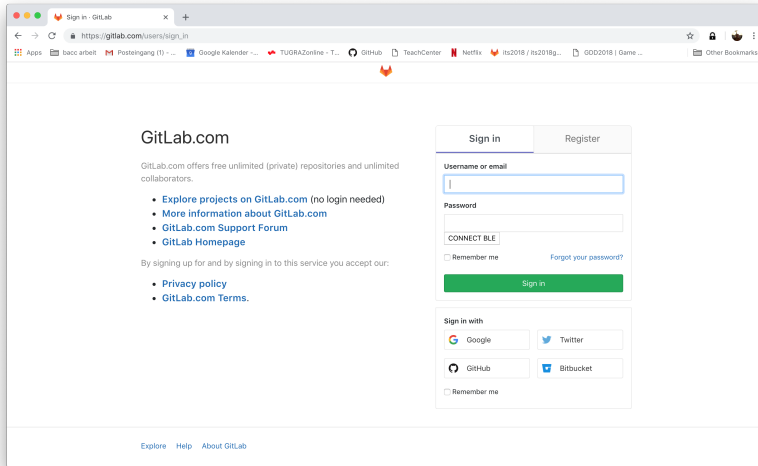 Sign in · GitLab
https://gitlab.com/users/sign_in
Apps bacc arbeit Posteingang (1) - ... Google Kalender -... TUGRAZonline - T... GitHub TeachCenter Netflix its2018 / its2018g... GDD2018 | Game ... Other Bookmarks
GitLab.com
GitLab.com offers free unlimited (private) repositories and unlimited
collaborators.
• Explore projects on GitLab.com (no login needed)
• More information about GitLab.com
• GitLab.com Support Forum
• GitLab Homepage
By signing up for and by signing in to this service you accept our:
• Privacy policy
• GitLab.com Terms.
Sign in Register
Username or email
Password
CONNECT BLE
Remember me Forgot your password?
Sign in
Sign in with
Google Twitter
GitHub Bitbucket
Remember me
Explore Help About GitLab